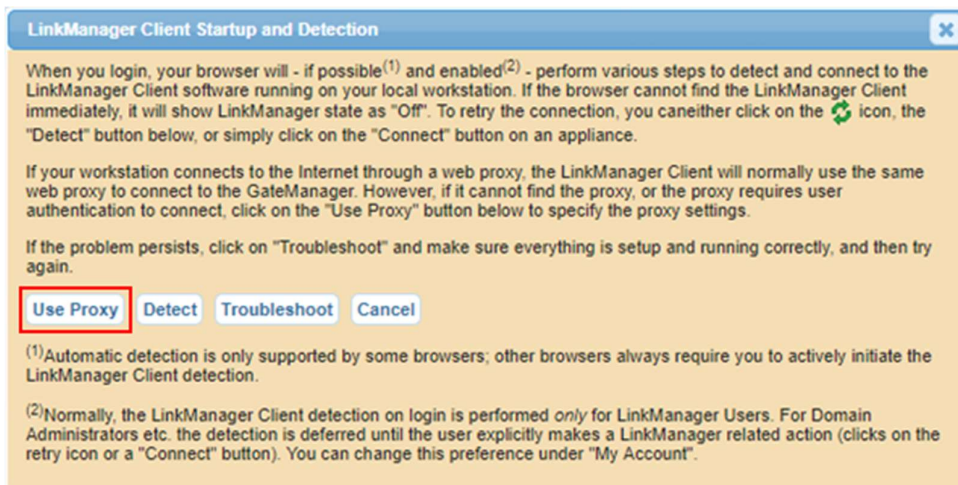 LinkManager Client Startup and Detection
When you login, your browser will - if possible(1) and enabled(2) - perform various steps to detect and connect to the
LinkManager Client software running on your local workstation. If the browser cannot find the LinkManager Client
immediately, it will show LinkManager state as "Off". To retry the connection, you caneither click on the icon, the
"Detect" button below, or simply click on the "Connect" button on an appliance.
If your workstation connects to the Internet through a web proxy, the LinkManager Client will normally use the same
web proxy to connect to the GateManager. However, if it cannot find the proxy, or the proxy requires user
authentication to connect, click on the "Use Proxy" button below to specify the proxy settings.
If the problem persists, click on "Troubleshoot" and make sure everything is setup and running correctly, and then try
again.
Use Proxy Detect Troubleshoot Cancel
(1)Automatic detection is only supported by some browsers; other browsers always require you to actively initiate the
LinkManager Client detection.
(2)Normally, the LinkManager Client detection on login is performed only for LinkManager Users. For Domain
Administrators etc. the detection is deferred until the user explicitly makes a LinkManager related action (clicks on the
retry icon or a "Connect" button). You can change this preference under "My Account".